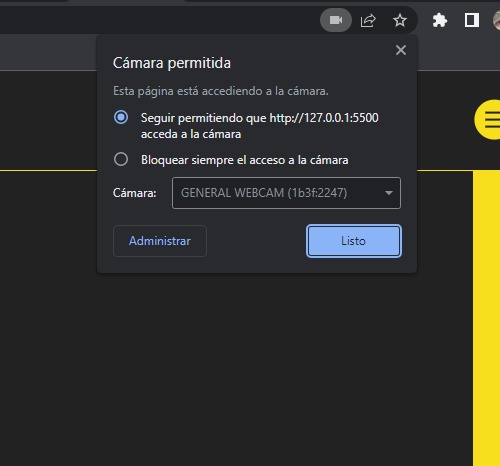 Cámara permitida
Esta página está accediendo a la cámara.
Seguir permitiendo que http://127.0.0.1:5500
acceda a la cámara
Bloquear siempre el acceso a la cámara
Cámara: GENERAL WEBCAM (1b3f:2247)
Administrar Listo